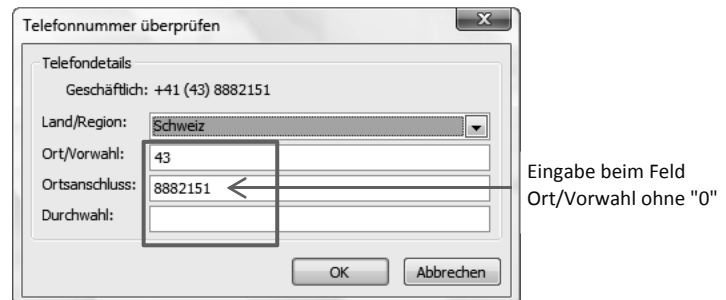 Telefonnummer überprüfen
X
Telefondetails
Geschäftlich: +41 (43) 8882151
Land/Region: Schweiz
Ort/Vorwahl: 43
Ortsanschluss: 8882151
Durchwahl:
Eingabe beim Feld
Ort/Vorwahl ohne "0"
OK Abbrechen